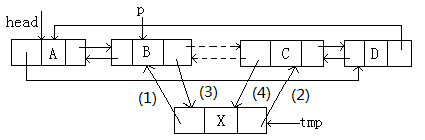 head p
A B C D
(1) (3) (4) (2)
X tmp